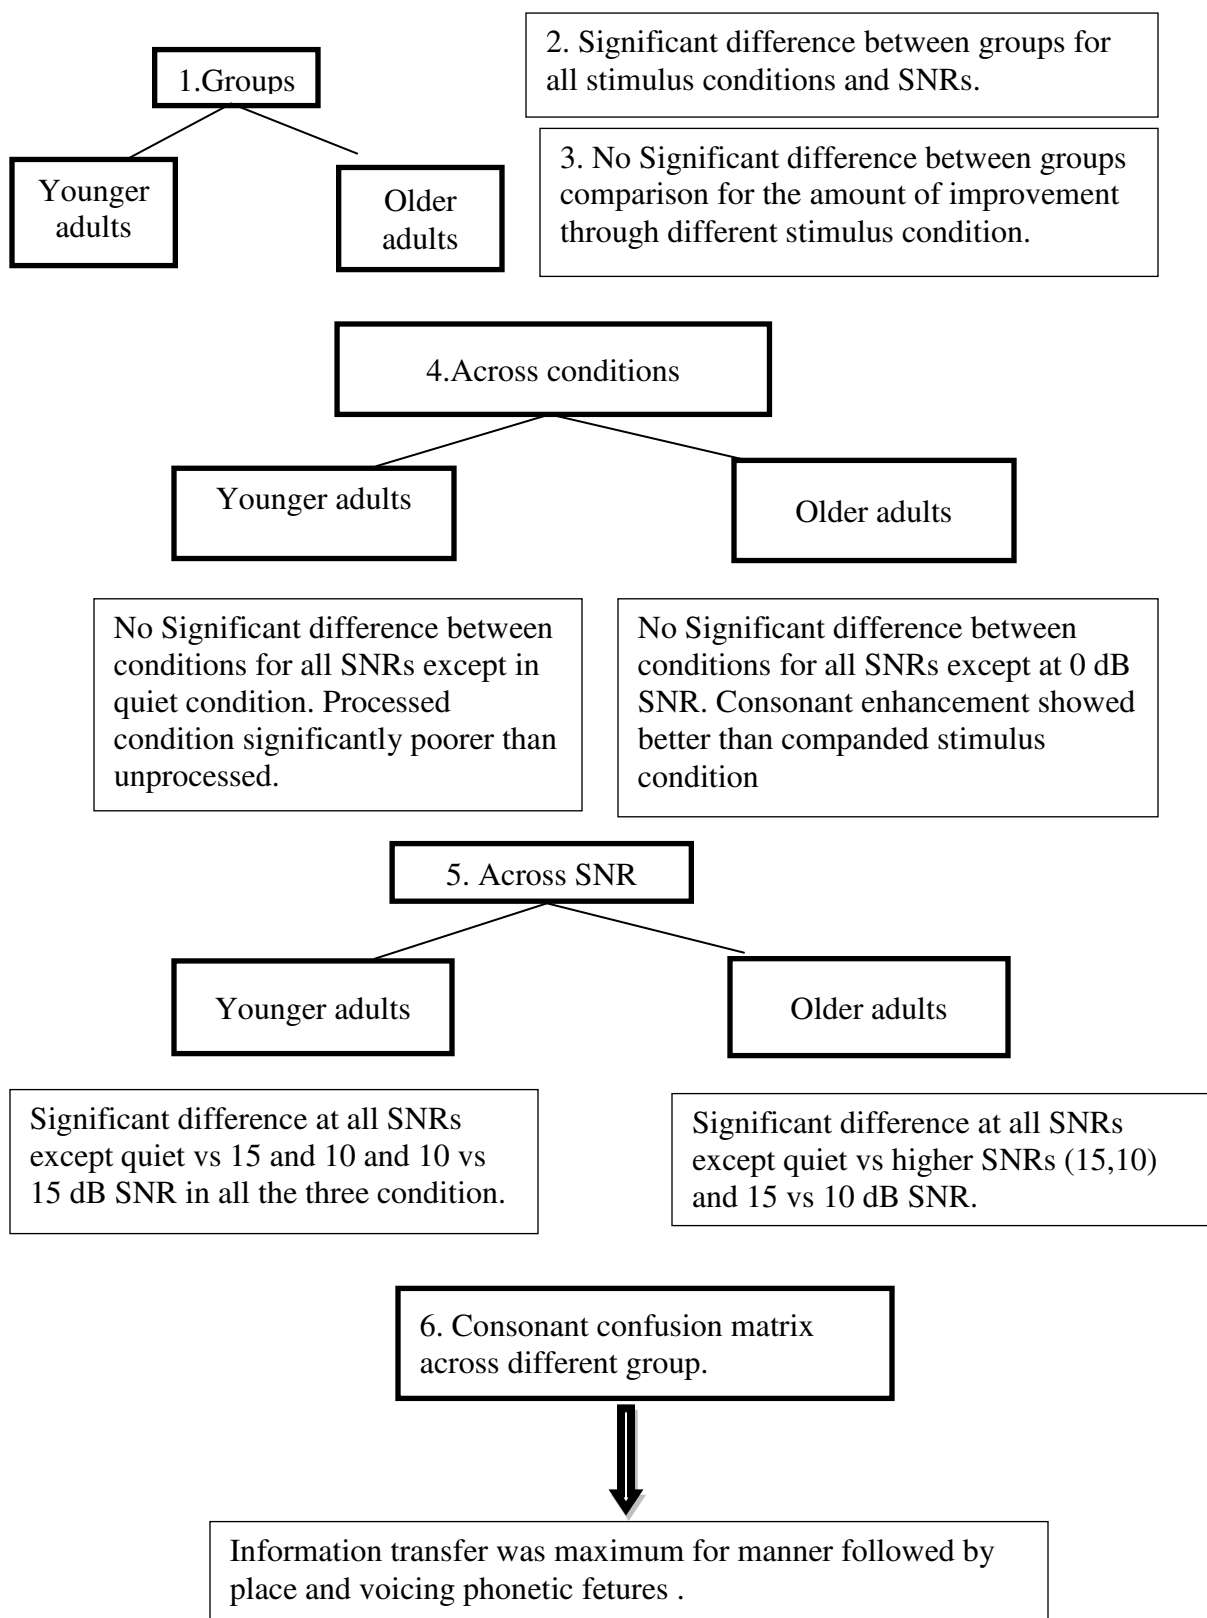 1.Groups
2. Significant difference between groups for
all stimulus conditions and SNRs.
3. No Significant difference between groups
comparison for the amount of improvement
through different stimulus condition.
Younger
adults
Older
adults
4.Across conditions
Younger adults
Older adults
No Significant difference between
conditions for all SNRs except in
quiet condition. Processed
condition significantly poorer than
unprocessed.
No Significant difference between
conditions for all SNRs except at 0 dB
SNR. Consonant enhancement showed
better than companded stimulus
condition
5. Across SNR
Younger adults
Older adults
Significant difference at all SNRs
except quiet vs 15 and 10 and 10 vs
15 dB SNR in all the three condition.
Significant difference at all SNRs
except quiet vs higher SNRs (15,10)
and 15 vs 10 dB SNR.
6. Consonant confusion matrix
across different group.
Information transfer was maximum for manner followed by
place and voicing phonetic fetures .